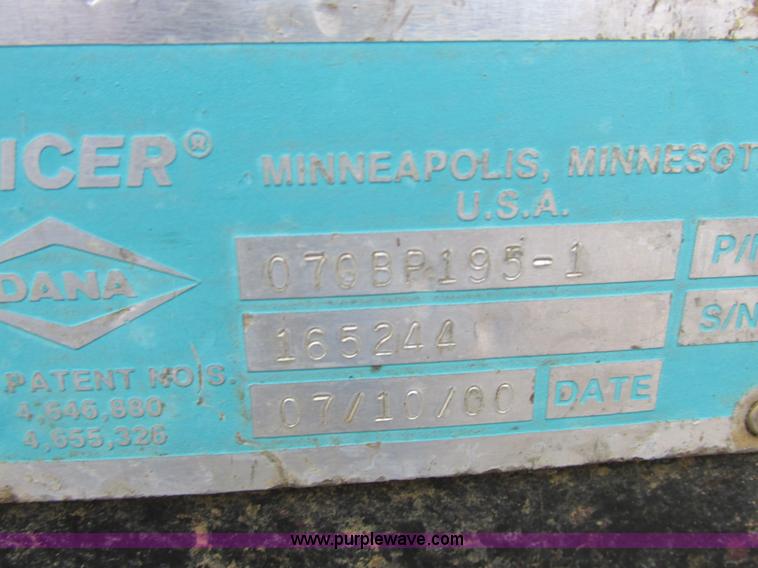 ICER®
MINNEAPOLIS, MINNESOT
U.S.A.
DANA
07GBP195-1 P/N
165244 S/N
PATENT NO.'S.
4,646,880
4,655,326
07/10/00 DATE
www.purplewave.com